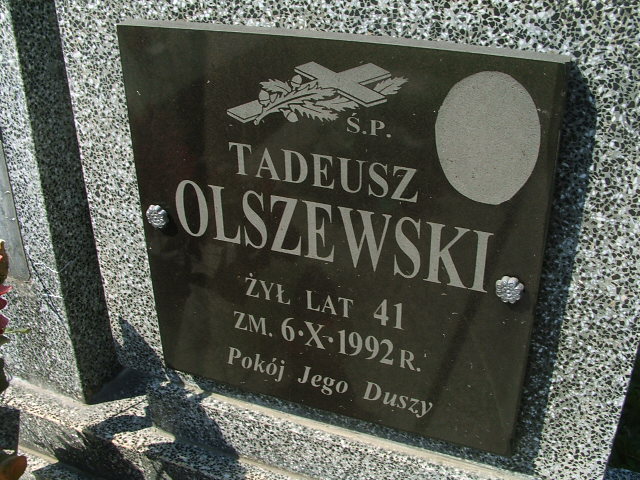 Ś.P.
TADEUSZ
OLSZEWSKI
ŻYŁ LAT 41
ZM. 6·X·1992 R.
Pokój Jego Duszy